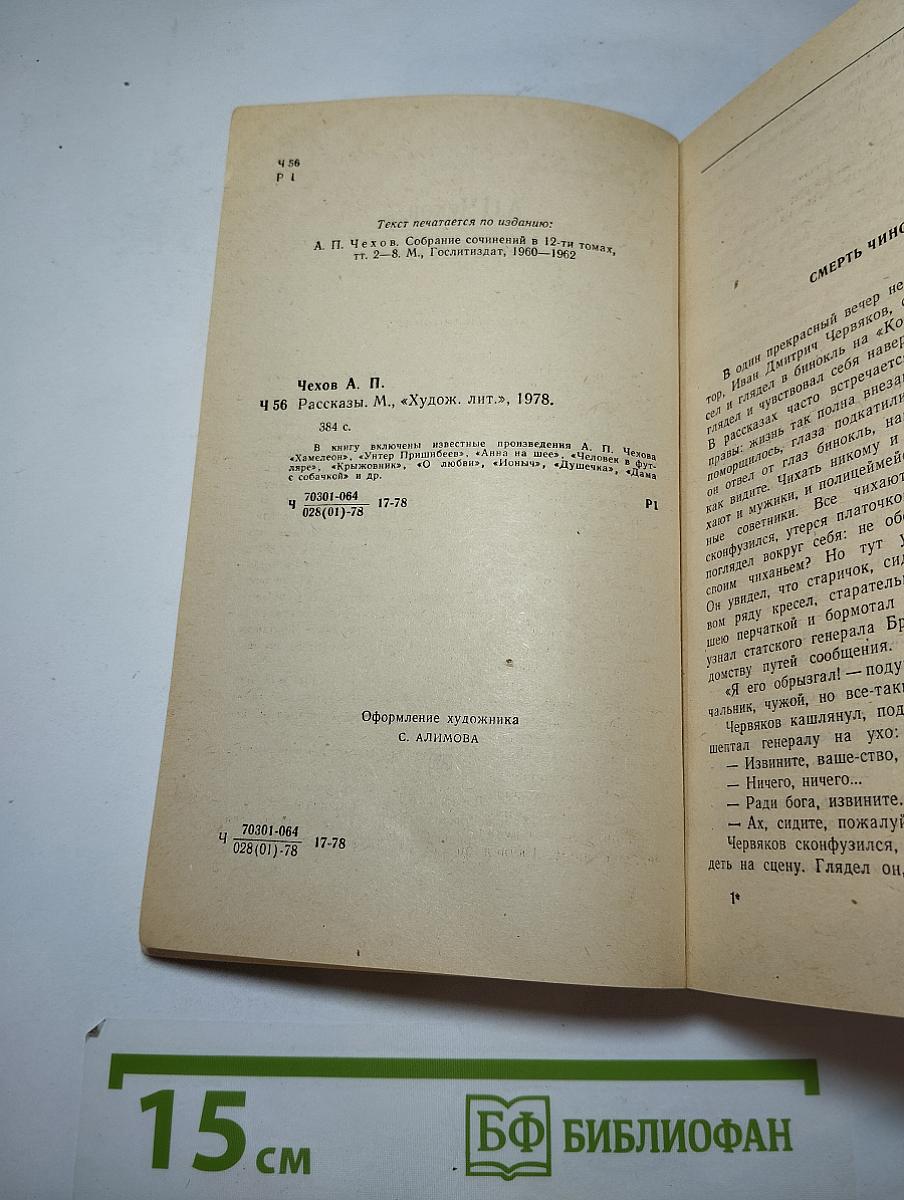 Ч 56
Р 1
Текст печатается по изданию:
А. П. Чехов. Собрание сочинений в 12-ти томах,
тт. 2—8. М., Гослитиздат, 1960—1962
Чехов А. П.
Ч 56 Рассказы. М., «Худож. лит.», 1978.
384 с.
В книгу включены известные произведения А. П. Чехова
«Хамелеон», «Унтер Пришибеев», «Анна на шее», «Человек в фут-
ляре», «Крыжовник», «О любви», «Ионыч», «Душечка», «Дама
с собачкой» и др.
Ч 70301-064 17-78 Р1
028(01)-78
Оформление художника
С. АЛИМОВА
Ч 70301-064 17-78
028(01)-78
СМЕРТЬ ЧИНО
В один прекрасный вечер не
тор, Иван Дмитрич Червяков, с
сел и глядел в бинокль на «Ко
глядел и чувствовал себя навер
В рассказах часто встречается
правы: жизнь так полна внеза
поморщилось, глаза подкатили
он отвел от глаз бинокль, на
как видите. Чихать никому и
хают и мужики, и полицеймей
ные советники. Все чихают
сконфузился, утерся платочко
поглядел вокруг себя: не обе
своим чиханьем? Но тут у
Он увидел, что старичок, сид
вом ряду кресел, старатель
шею перчаткой и бормотал
узнал статского генерала Бр
домству путей сообщения.
«Я его обрызгал! — поду
чальник, чужой, но все-так
Червяков кашлянул, под
шептал генералу на ухо:
— Извините, ваше-ство,
— Ничего, ничего...
— Ради бога, извините.
— Ах, сидите, пожалуй
Червяков сконфузился,
деть на сцену. Глядел он,
1*
15 см
БФ БИБЛИОФАН